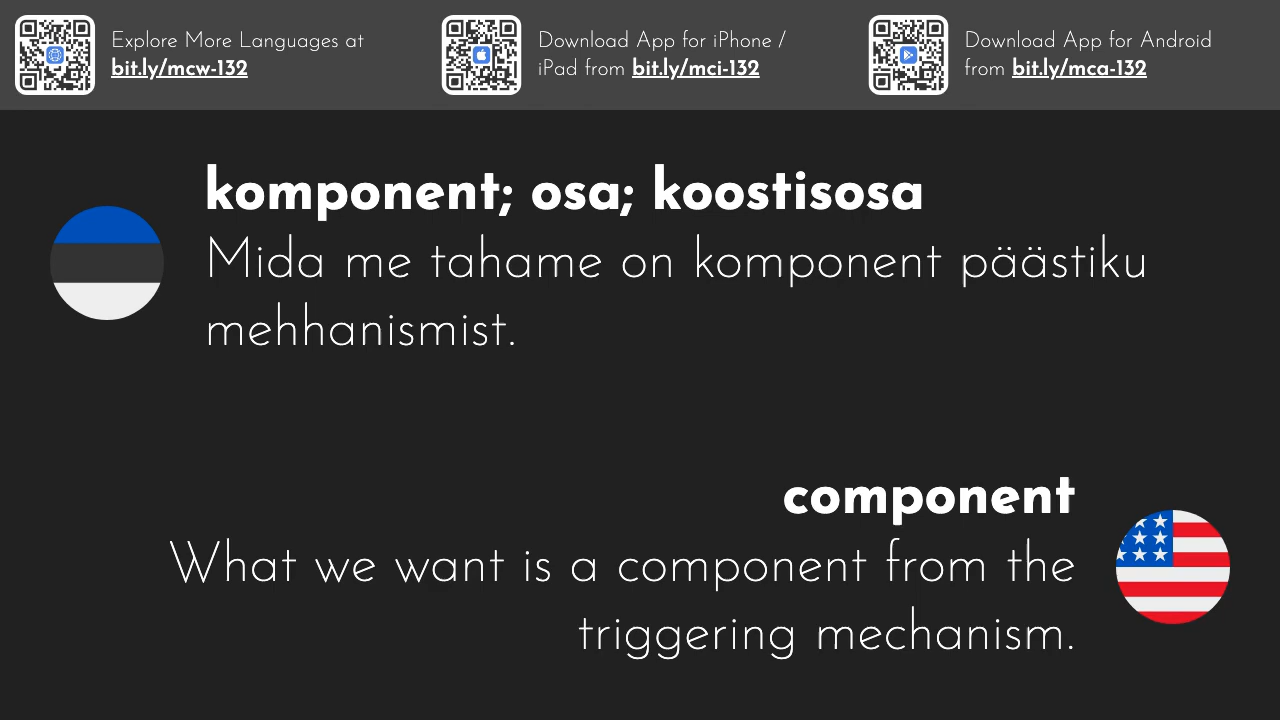 Explore More Languages at
bit.ly/mcw-132
Download App for iPhone /
iPad from bit.ly/mci-132
Download App for Android
from bit.ly/mca-132
komponent; osa; koostisosa
Mida me tahame on komponent päästiku
mehhanismist.
component
What we want is a component from the
triggering mechanism.